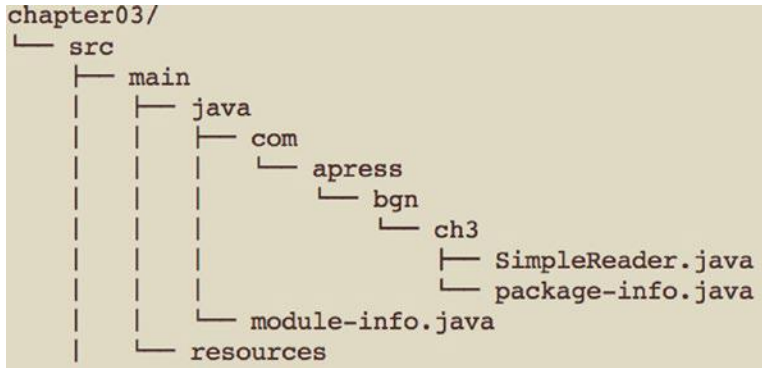 chapter03/
└── src
    ├── main
    │   ├── java
    │   │   ├── com
    │   │   │   └── apress
    │   │   │       └── bgn
    │   │   │           └── ch3
    │   │   │               ├── SimpleReader.java
    │   │   │               └── package-info.java
    │   │   └── module-info.java
    │   └── resources